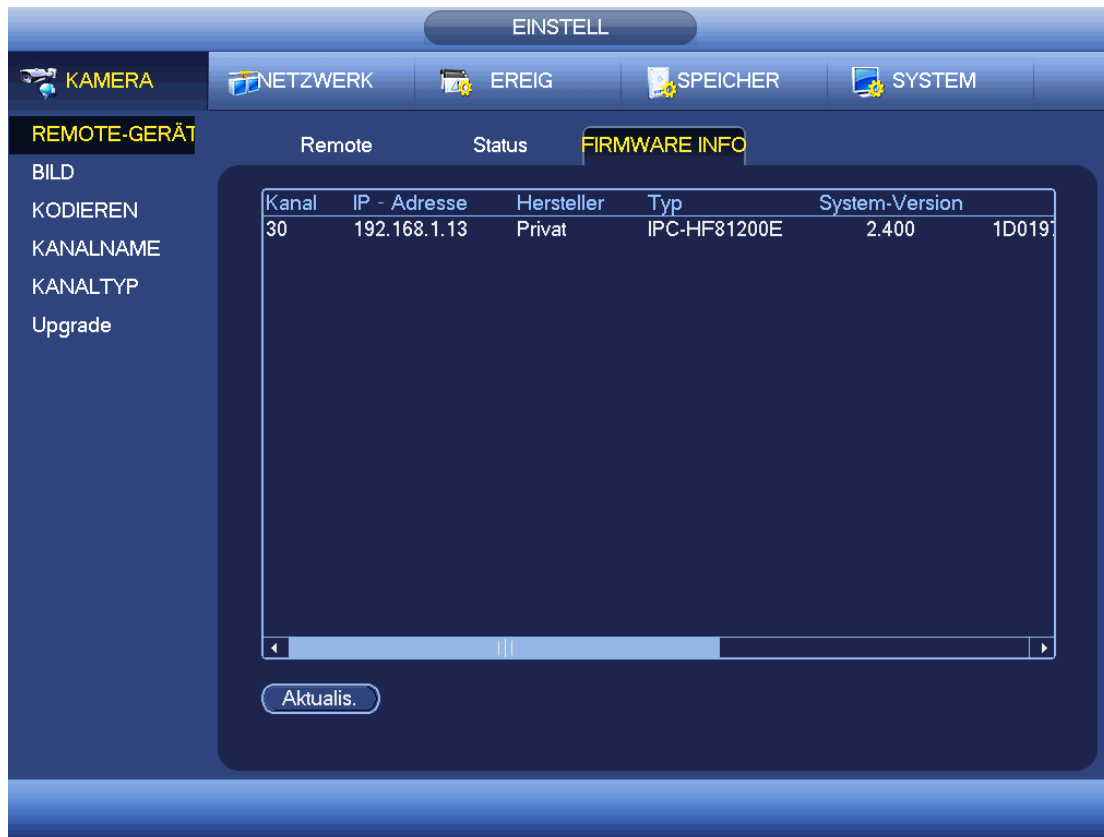 EINSTELL
KAMERA NETZWERK EREIG SPEICHER SYSTEM
REMOTE-GERÄT
BILD
KODIEREN
KANALNAME
KANALTYP
Upgrade
Remote Status FIRMWARE INFO
Kanal IP - Adresse Hersteller Typ System-Version
30 192.168.1.13 Privat IPC-HF81200E 2.400 1D0197
Aktualis.